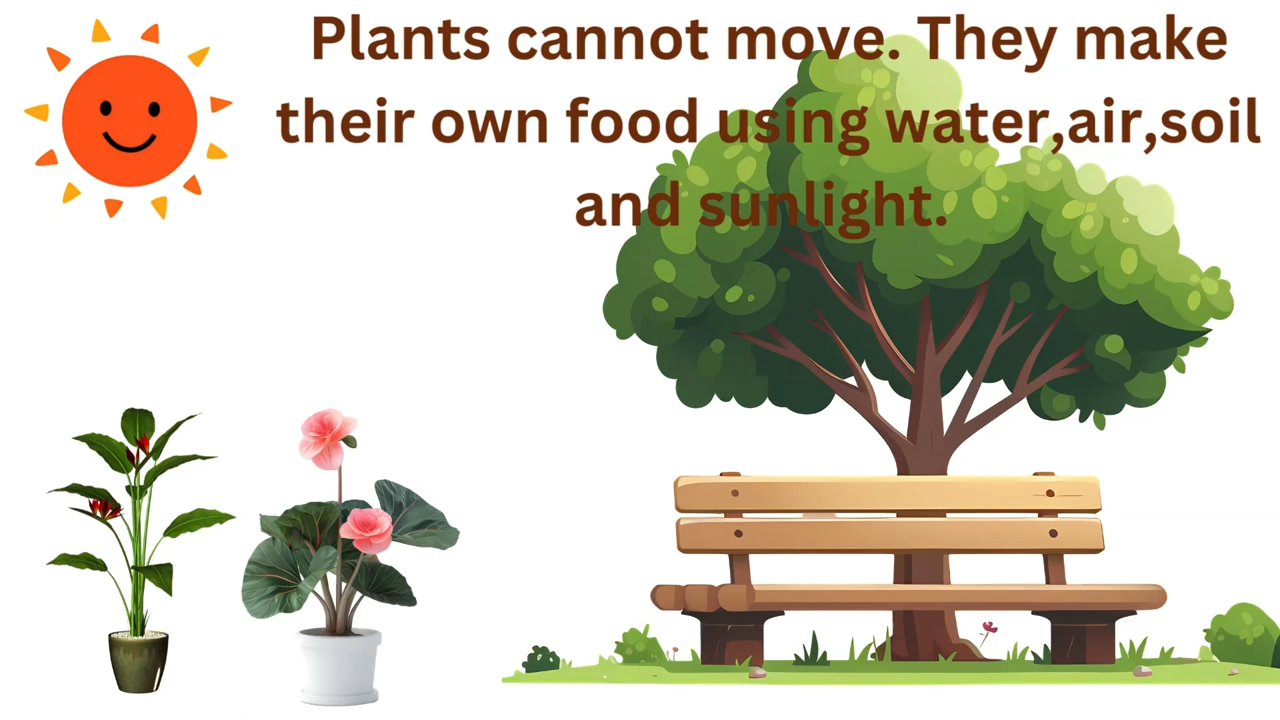 Plants cannot move. They make
their own food using water,air,soil
and sunlight.